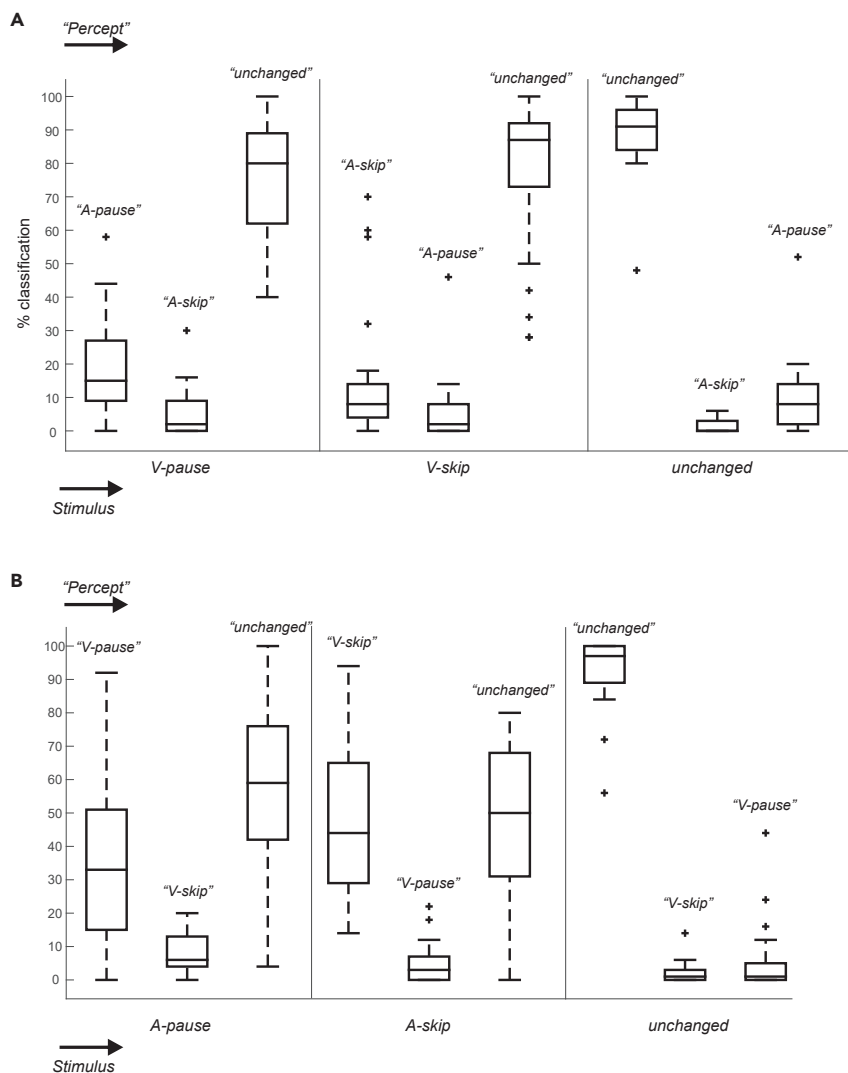 A
“Percept”
“unchanged”
“unchanged”
“unchanged”
“A-skip”
“A-pause”
“A-pause”
“A-pause”
“A-skip”
“A-skip”
% classification
100
90
80
70
60
50
40
30
20
10
0
V-pause V-skip unchanged
Stimulus
B
“Percept”
“V-pause” “unchanged” “V-skip” “unchanged”
“unchanged”
“V-pause”
“V-skip” “V-pause” “V-skip”
100
90
80
70
60
50
40
30
20
10
0
A-pause A-skip unchanged
Stimulus